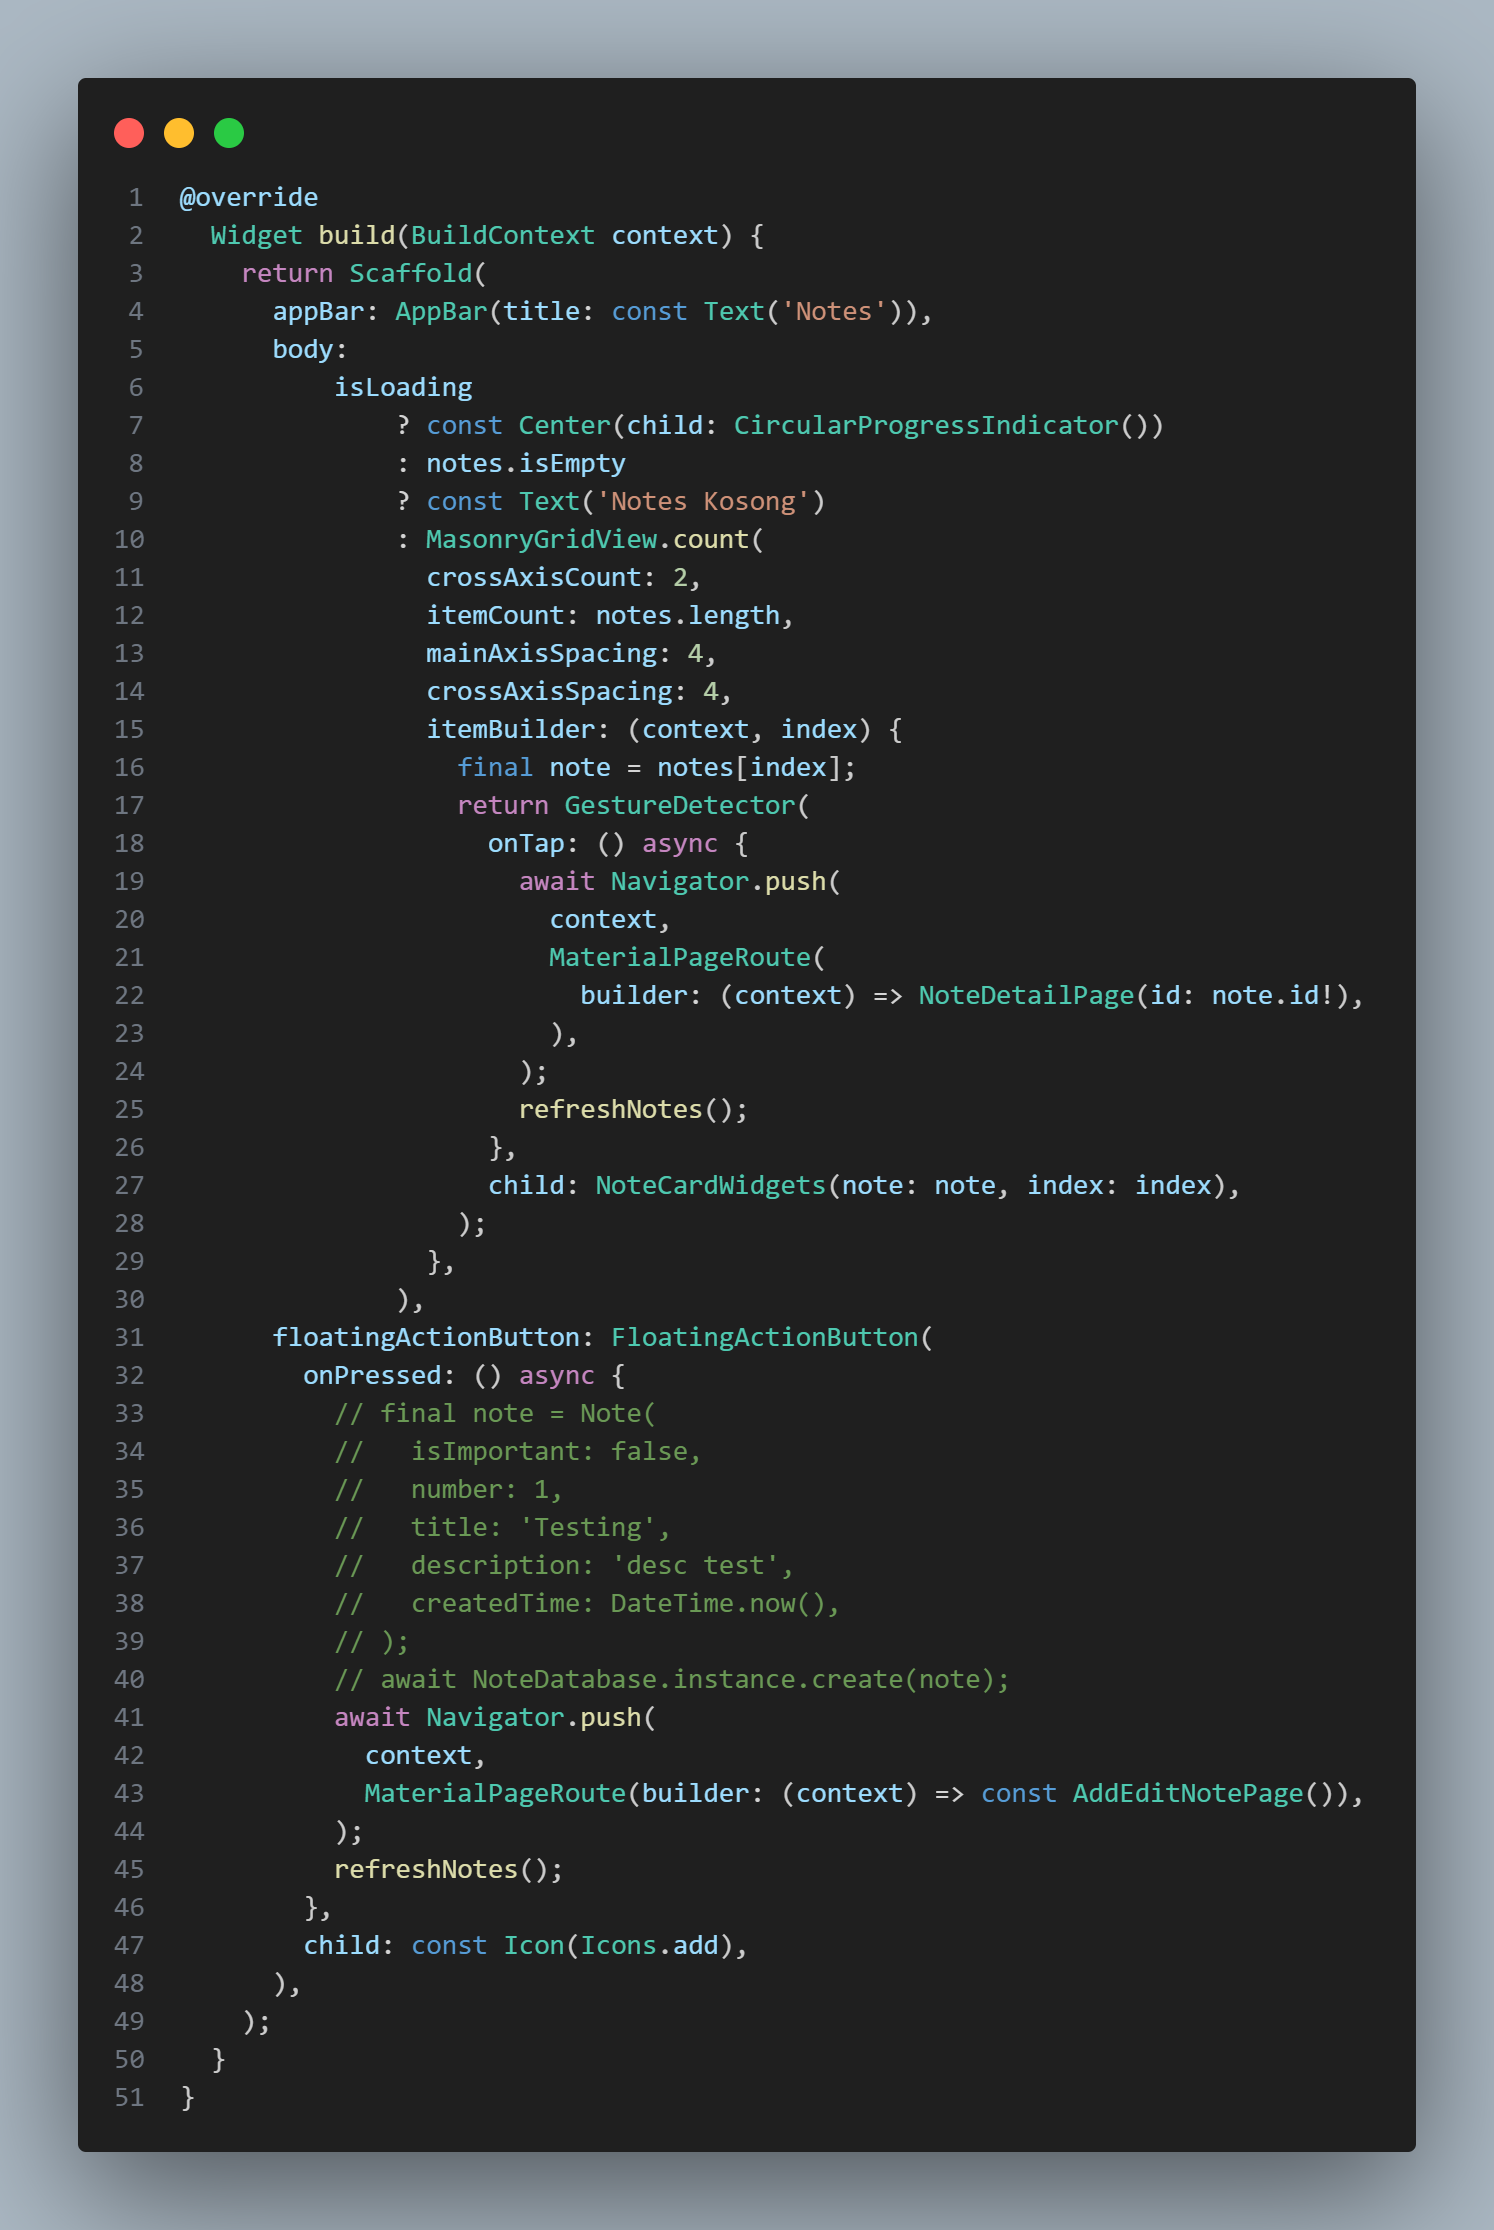 1 @override
2   Widget build(BuildContext context) {
3     return Scaffold(
4       appBar: AppBar(title: const Text('Notes')),
5       body:
6           isLoading
7               ? const Center(child: CircularProgressIndicator())
8               : notes.isEmpty
9               ? const Text('Notes Kosong')
10               : MasonryGridView.count(
11                 crossAxisCount: 2,
12                 itemCount: notes.length,
13                 mainAxisSpacing: 4,
14                 crossAxisSpacing: 4,
15                 itemBuilder: (context, index) {
16                   final note = notes[index];
17                   return GestureDetector(
18                     onTap: () async {
19                       await Navigator.push(
20                         context,
21                         MaterialPageRoute(
22                           builder: (context) => NoteDetailPage(id: note.id!),
23                         ),
24                       );
25                       refreshNotes();
26                     },
27                     child: NoteCardWidgets(note: note, index: index),
28                   );
29                 },
30               ),
31       floatingActionButton: FloatingActionButton(
32         onPressed: () async {
33           // final note = Note(
34           //   isImportant: false,
35           //   number: 1,
36           //   title: 'Testing',
37           //   description: 'desc test',
38           //   createdTime: DateTime.now(),
39           // );
40           // await NoteDatabase.instance.create(note);
41           await Navigator.push(
42             context,
43             MaterialPageRoute(builder: (context) => const AddEditNotePage()),
44           );
45           refreshNotes();
46         },
47         child: const Icon(Icons.add),
48       ),
49     );
50   }
51 }